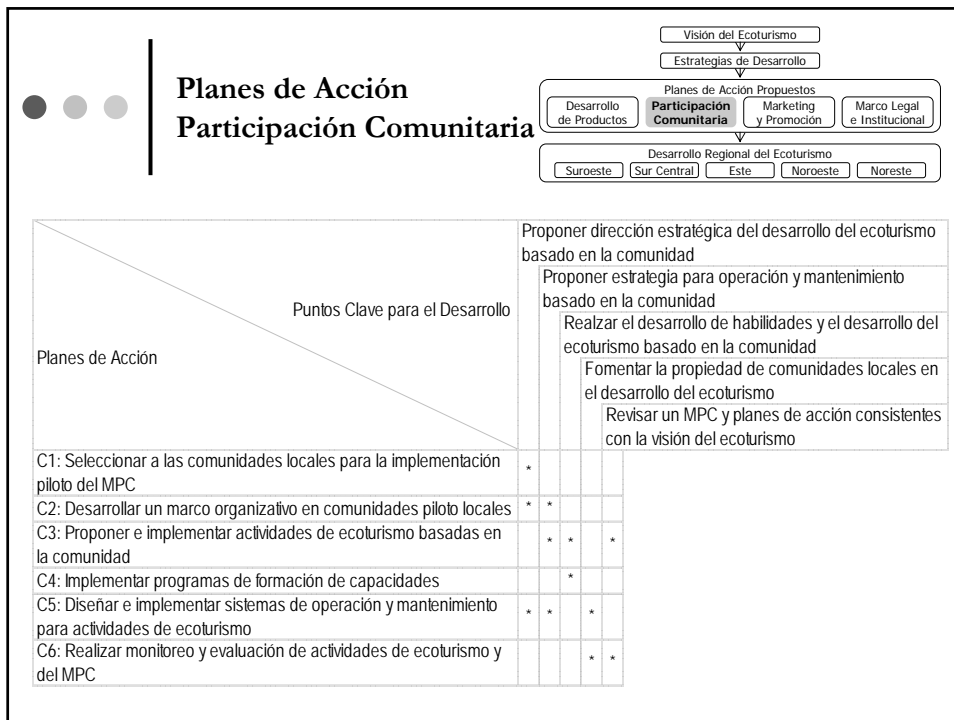 Planes de Acción
Participación Comunitaria
Visión del Ecoturismo
Estrategias de Desarrollo
Planes de Acción Propuestos
Desarrollo
de Productos
Participación
Comunitaria
Marketing
y Promoción
Marco Legal
e Institucional
Desarrollo Regional del Ecoturismo
Suroeste
Sur Central
Este
Noroeste
Noreste
Puntos Clave para el Desarrollo
Planes de Acción
Proponer dirección estratégica del desarrollo del ecoturismo
basado en la comunidad
Proponer estrategia para operación y mantenimiento
basado en la comunidad
Realzar el desarrollo de habilidades y el desarrollo del
ecoturismo basado en la comunidad
Fomentar la propiedad de comunidades locales en
el desarrollo del ecoturismo
Revisar un MPC y planes de acción consistentes
con la visión del ecoturismo
C1: Seleccionar a las comunidades locales para la implementación
piloto del MPC
*
C2: Desarrollar un marco organizativo en comunidades piloto locales
* *
C3: Proponer e implementar actividades de ecoturismo basadas en
la comunidad
* * *
C4: Implementar programas de formación de capacidades
*
C5: Diseñar e implementar sistemas de operación y mantenimiento
para actividades de ecoturismo
* * *
C6: Realizar monitoreo y evaluación de actividades de ecoturismo y
del MPC
* *